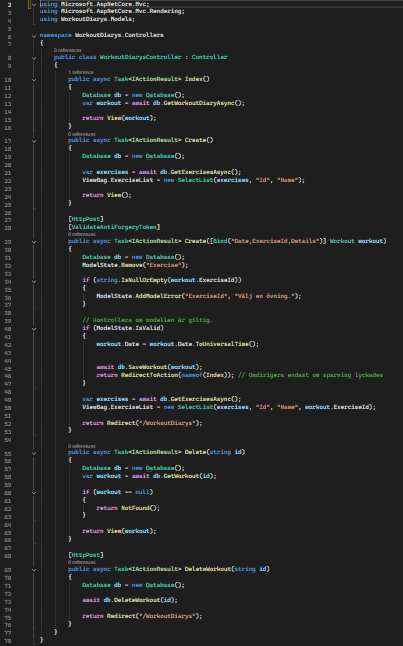 1 using Microsoft.AspNetCore.Mvc;
2 using Microsoft.AspNetCore.Mvc.Rendering;
3 using WorkoutDiarys.Models;
4
5
6 namespace WorkoutDiarys.Controllers
7 {
0 references
8 public class WorkoutDiarysController : Controller
9 {
1 reference
10 public async Task<IActionResult> Index()
11 {
12 Database db = new Database();
13 var workout = await db.GetWorkoutDiaryAsync();
14
15 return View(workout);
16 }
0 references
17 public async Task<IActionResult> Create()
18 {
19 Database db = new Database();
20
21 var exercises = await db.GetExercisesAsync();
22 ViewBag.ExerciseList = new SelectList(exercises, "Id", "Name");
23
24 return View();
25 }
26
27 [HttpPost]
28 [ValidateAntiForgeryToken]
0 references
29 public async Task<IActionResult> Create([Bind("Date,ExerciseId,Details")] Workout workout)
30 {
31 Database db = new Database();
32 ModelState.Remove("Exercise");
33
34 if (string.IsNullOrEmpty(workout.ExerciseId))
35 {
36 ModelState.AddModelError("ExerciseId", "Välj en övning.");
37 }
38
39 // Kontrollera om modellen är giltig.
40 if (ModelState.IsValid)
41 {
42 workout.Date = workout.Date.ToUniversalTime();
43
44
45 await db.SaveWorkout(workout);
46 return RedirectToAction(nameof(Index)); // Omdirigera endast om sparning lyckades
47 }
48
49 var exercises = await db.GetExercisesAsync();
50 ViewBag.ExerciseList = new SelectList(exercises, "Id", "Name", workout.ExerciseId);
51
52 return Redirect("/WorkoutDiarys");
53 }
54
0 references
55 public async Task<IActionResult> Delete(string id)
56 {
57 Database db = new Database();
58 var workout = await db.GetWorkout(id);
59
60 if (workout == null)
61 {
62 return NotFound();
63 }
64
65 return View(workout);
66 }
67
68 [HttpPost]
0 references
69 public async Task<IActionResult> DeleteWorkout(string id)
70 {
71 Database db = new Database();
72
73 await db.DeleteWorkout(id);
74
75 return Redirect("/WorkoutDiarys");
76 }
77 }
78 }